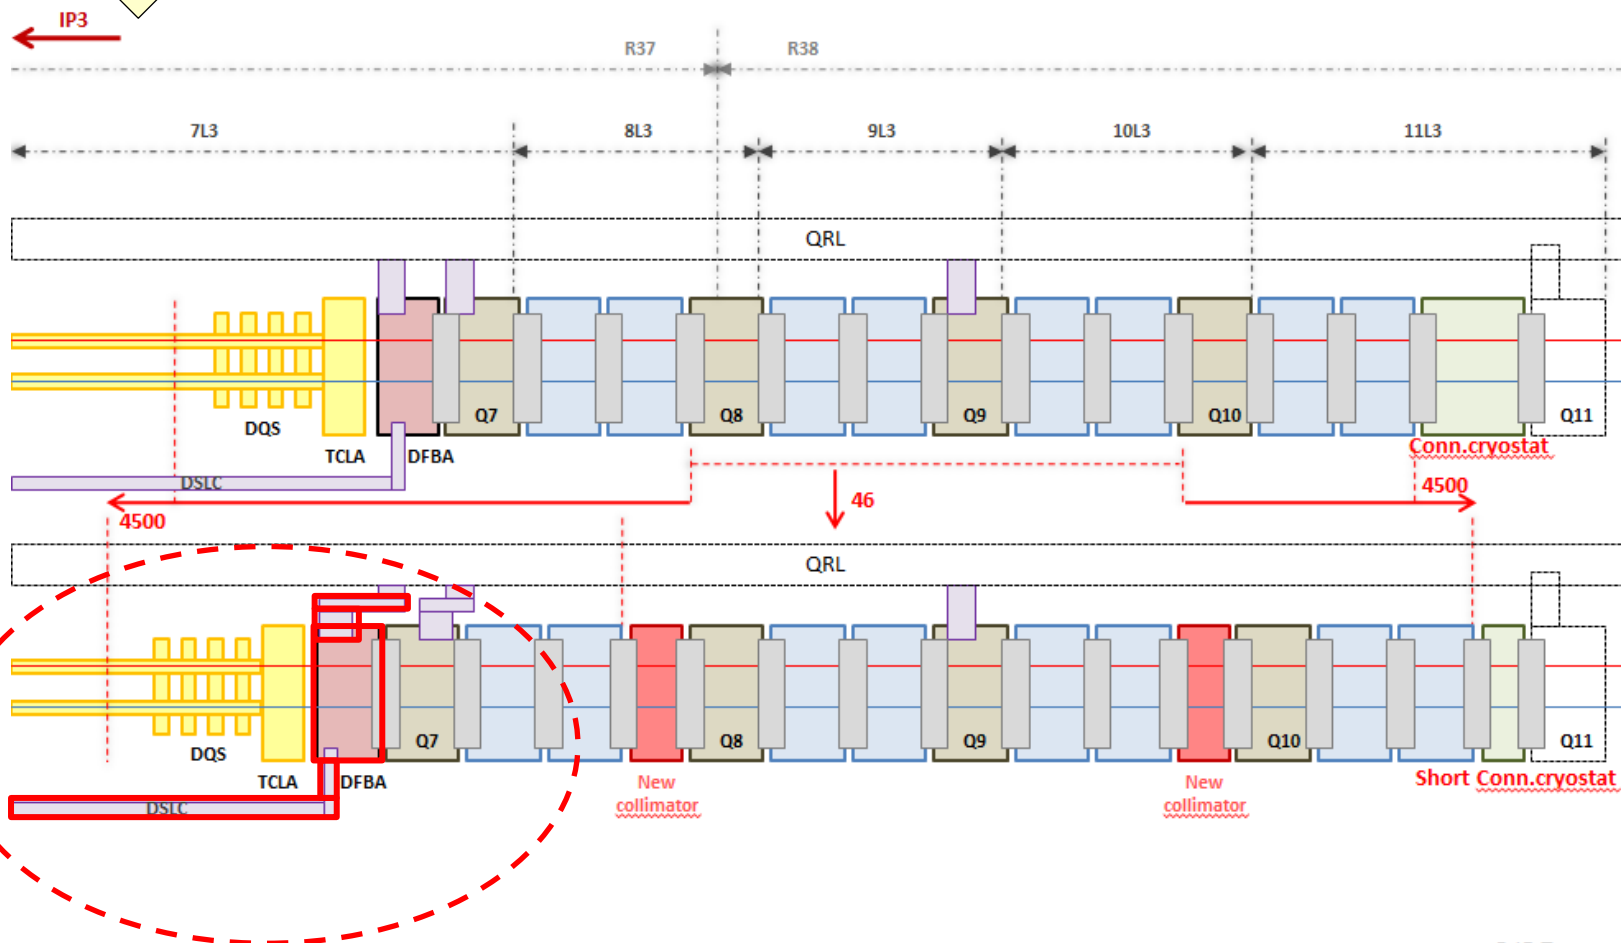 IP3
R37 R38
7L3 8L3 9L3 10L3 11L3
QRL
Q7 Q8 Q9 Q10 Q11
DQS
TCLA DFBA Conn.cryostat
DSLC
4500 46 4500
QRL
Q7 Q8 Q9 Q10 Q11
DQS
TCLA DFBA New New Short Conn.cryostat
DSLC collimator collimator